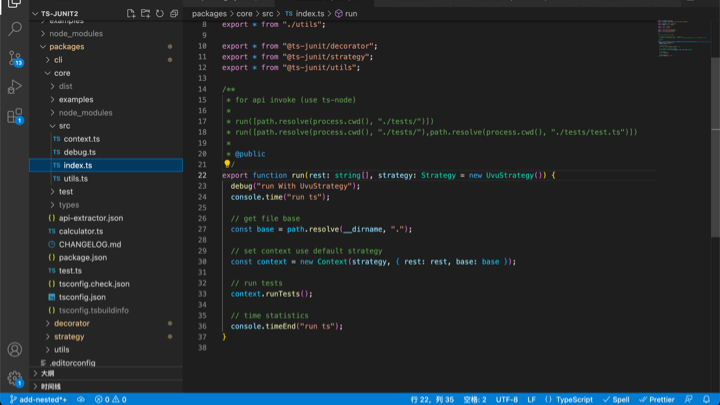 packages > core > src > TS index.ts > run
TS-JUNIT2
examples
node_modules
packages
cli
core
dist
examples
node_modules
src
TS context.ts
TS debug.ts
TS index.ts
TS utils.ts
test
types
{} api-extractor.json
TS calculator.ts
CHANGELOG.md
{} package.json
TS test.ts
{} tsconfig.check.json
tsconfig.json
tsconfig.tsbuildinfo
decorator
strategy
utils
.editorconfig
大纲
时间线
13
1
1
8 export * from "./utils";
9
10 export * from "@ts-junit/decorator";
11 export * from "@ts-junit/strategy";
12 export * from "@ts-junit/utils";
13
14 /**
15 * for api invoke (use ts-node)
16 *
17 * run([path.resolve(process.cwd(), "./tests/")])
18 * run([path.resolve(process.cwd(), "./tests/"),path.resolve(process.cwd(), "./tests/test.ts")])
19 *
20 * @public
21 */
22 export function run(rest: string[], strategy: Strategy = new UvuStrategy()) {
23 debug("run With UvuStrategy");
24 console.time("run ts");
25
26 // get file base
27 const base = path.resolve(__dirname, ".");
28
29 // set context use default strategy
30 const context = new Context(strategy, { rest: rest, base: base });
31
32 // run tests
33 context.runTests();
34
35 // time statistics
36 console.timeEnd("run ts");
37 }
38
add-nested*+ 0 0 行 22，列 35 空格: 2 UTF-8 LF {} TypeScript Spell Prettier